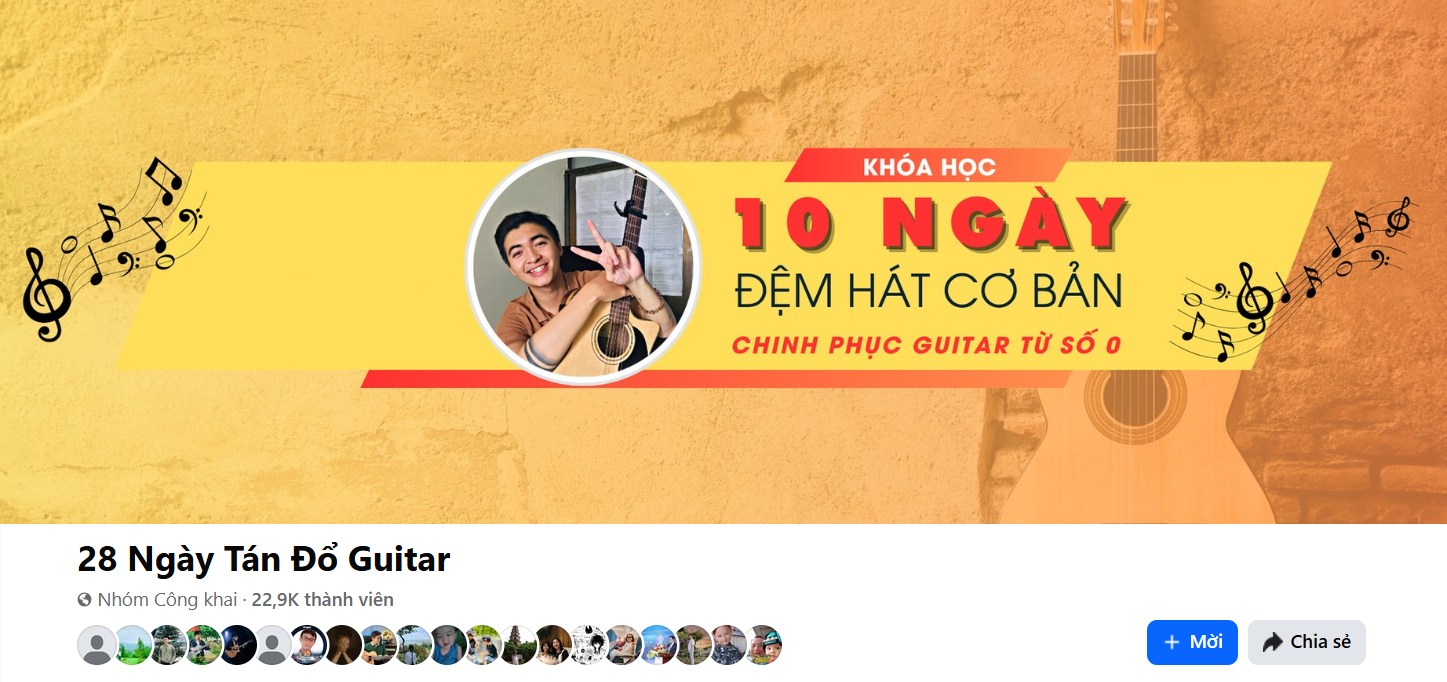 KHÓA HỌC
10 NGÀY
ĐỆM HÁT CƠ BẢN
CHINH PHỤC GUITAR TỪ SỐ 0
28 Ngày Tán Đổ Guitar
Nhóm Công khai · 22,9K thành viên
+ Mời
Chia sẻ